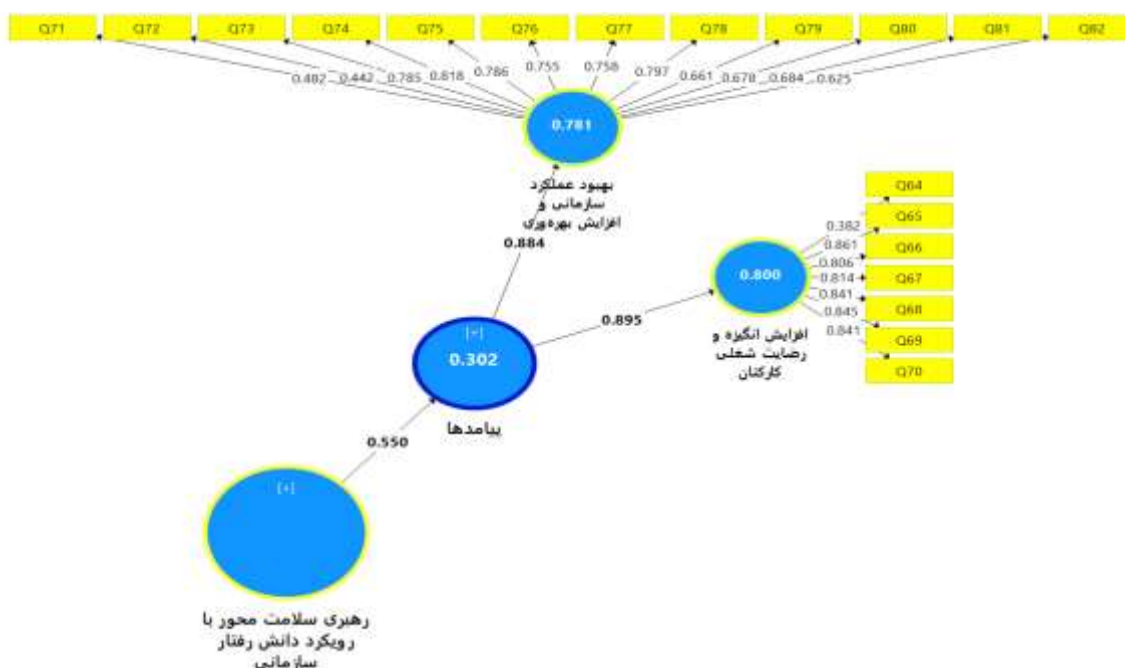 Q71 Q72 Q73 Q74 Q75 Q76 Q77 Q78 Q79 Q80 Q81 Q82
0.482 0.442 0.785 0.818 0.786 0.755 0.758 0.797 0.661 0.678 0.684 0.625
0.781
بهبود عملکرد
سازمانی و
افزایش بهره‌وری
0.884
Q64
Q65
Q66
Q67
Q68
Q69
Q70
0.382
0.861
0.806
0.814
0.841
0.845
0.841
0.800
افزایش انگیزه و
رضایت شغلی
کارکنان
0.895
[+]
0.302
پیامدها
0.550
[+]
رهبری سلامت محور با
رویکرد دانش رفتار
سازمانی